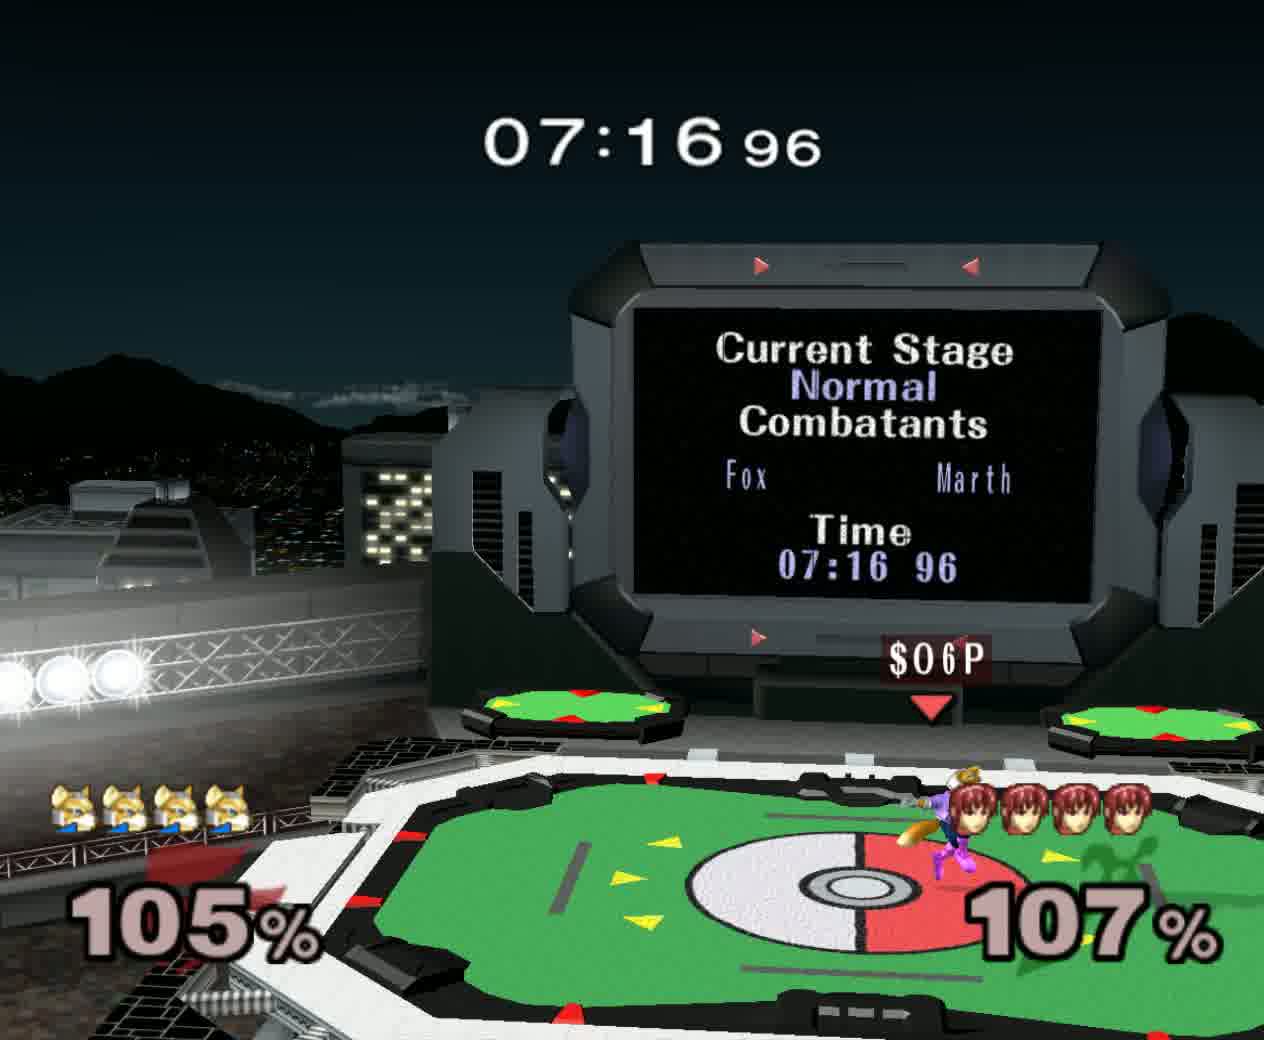 07:16 96
Current Stage
Normal
Combatants
Fox Marth
Time
07:16 96
$06P
105%
107%